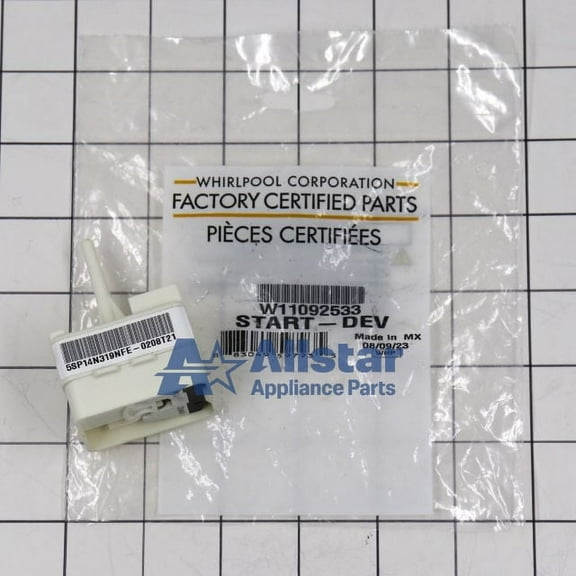 WHIRLPOOL CORPORATION
FACTORY CERTIFIED PARTS
PIÈCES CERTIFIÉES
W11092533
START-DEV
Made In MX
08/09/23
WHP
5SP14N319NFE-0208T21
Allstar
Appliance Parts